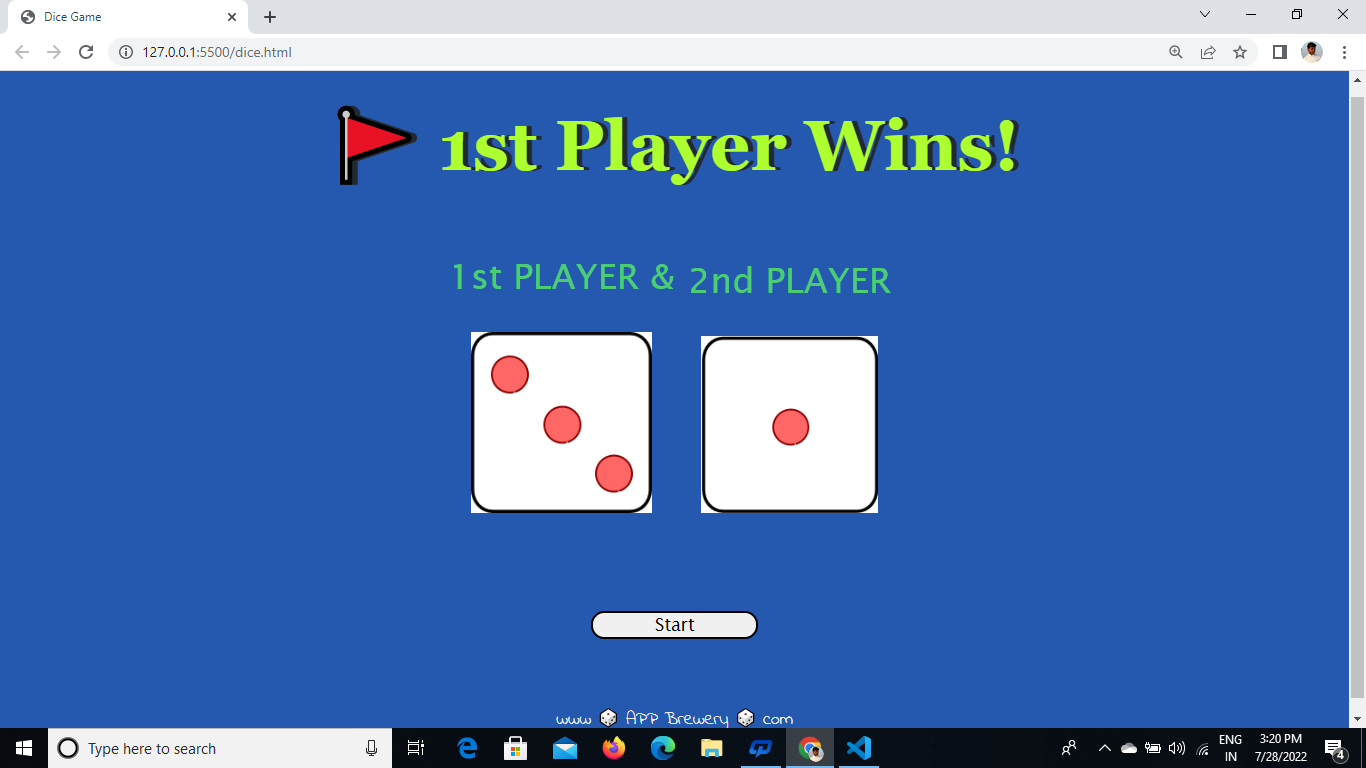 Dice Game
127.0.0.1:5500/dice.html
1st Player Wins!
1st PLAYER & 2nd PLAYER
Start
www APP Brewery com
Type here to search
ENG
IN
3:20 PM
7/28/2022
4